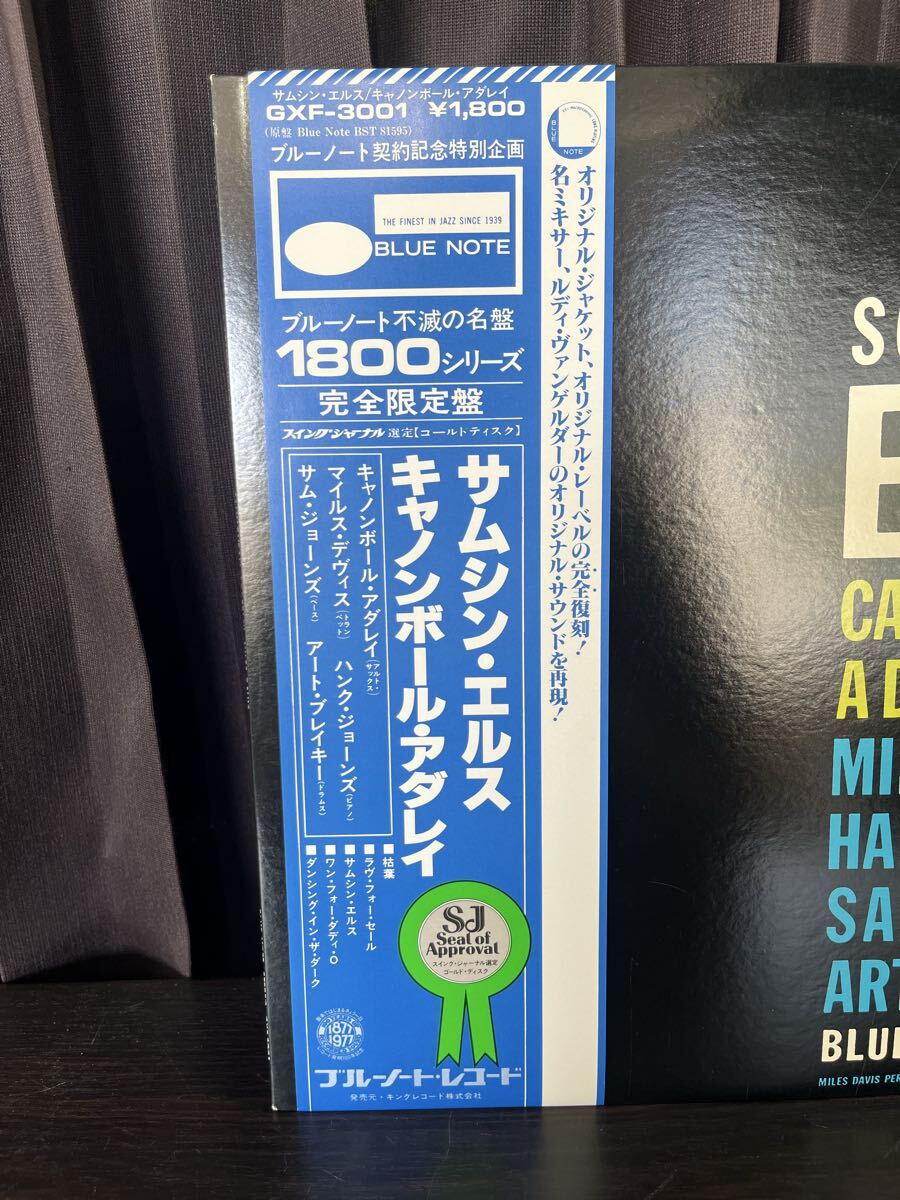 サムシン・エルス/キャノンボール・アダレイ
GXF-3001 ¥1,800
(原盤 Blue Note BST 81595)
ブルーノート契約記念特別企画
THE FINEST IN JAZZ SINCE 1939
BLUE NOTE
ブルーノート不滅の名盤
1800シリーズ
完全限定盤
スイングジャーナル選定【ゴールドディスク】
サムシン・エルス
キャノンボール・アダレイ
キャノンボール・アダレイ(アルト・サックス)
マイルス・デヴィス(トランペット) ハンク・ジョーンズ(ピアノ)
サム・ジョーンズ(ベース) アート・ブレイキー(ドラムス)
■枯葉
■ラヴ・フォー・セール
■サムシン・エルス
■ワン・フォー・ダディ・O
■ダンシング・イン・ザ・ダーク
SJ
Seal of
Approval
スイング・ジャーナル選定
ゴールド・ディスク
1877
1977
ブルーノート・レコード
発売元・キングレコード株式会社
BLUE
NOTE
オリジナル・ジャケット、オリジナル・レーベルの完全復刻!
名ミキサー、ルディ・ヴァンゲルダーのオリジナル・サウンドを再現!
SO
E
CA
AD
MI
HA
SA
ART
BLUE
MILES DAVIS PER